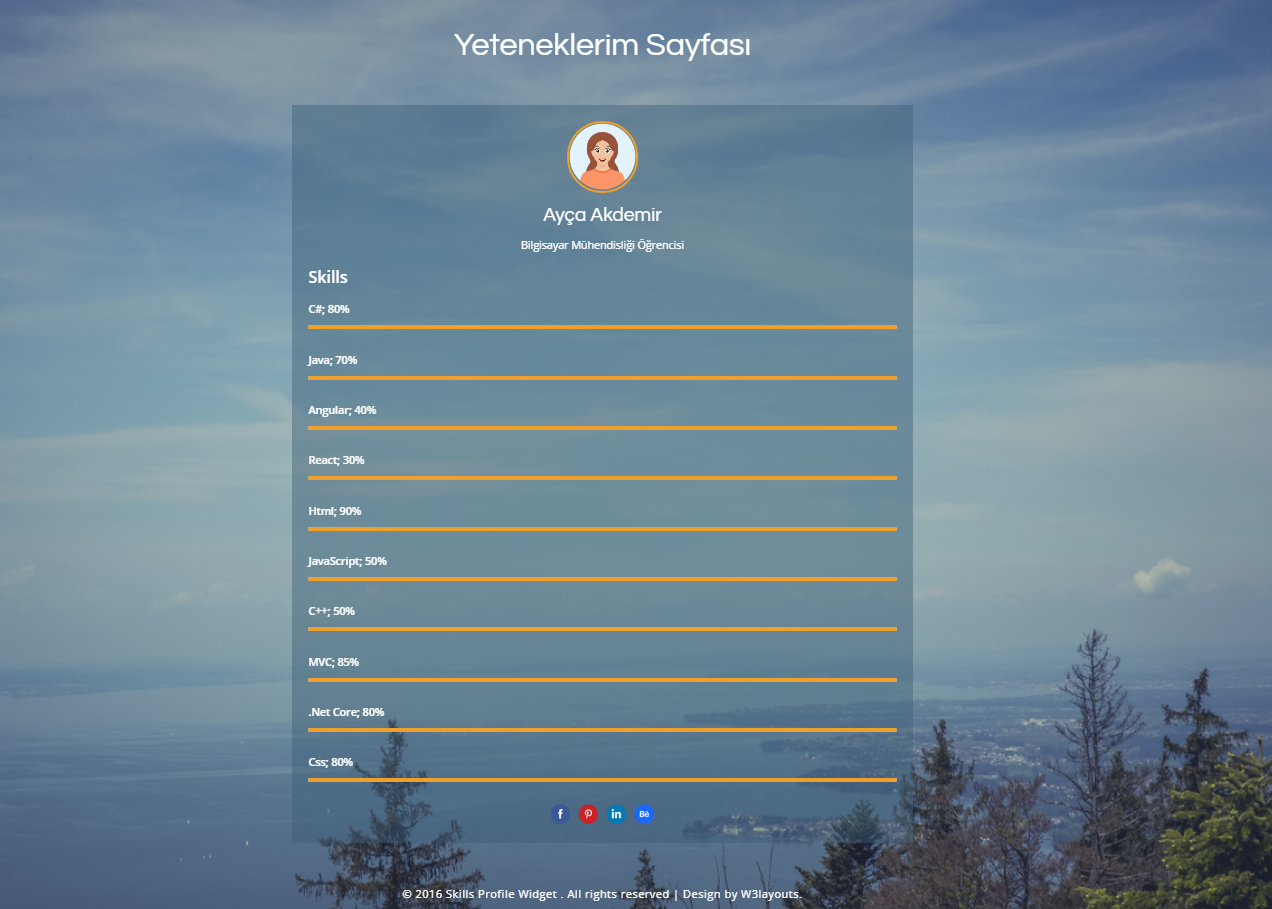 Yeteneklerim Sayfası
Ayça Akdemir
Bilgisayar Mühendisliği Öğrencisi
Skills
C#; 80%
Java; 70%
Angular; 40%
React; 30%
Html; 90%
JavaScript; 50%
C++; 50%
MVC; 85%
.Net Core; 80%
Css; 80%
f in Bē
© 2016 Skills Profile Widget . All rights reserved | Design by W3layouts.